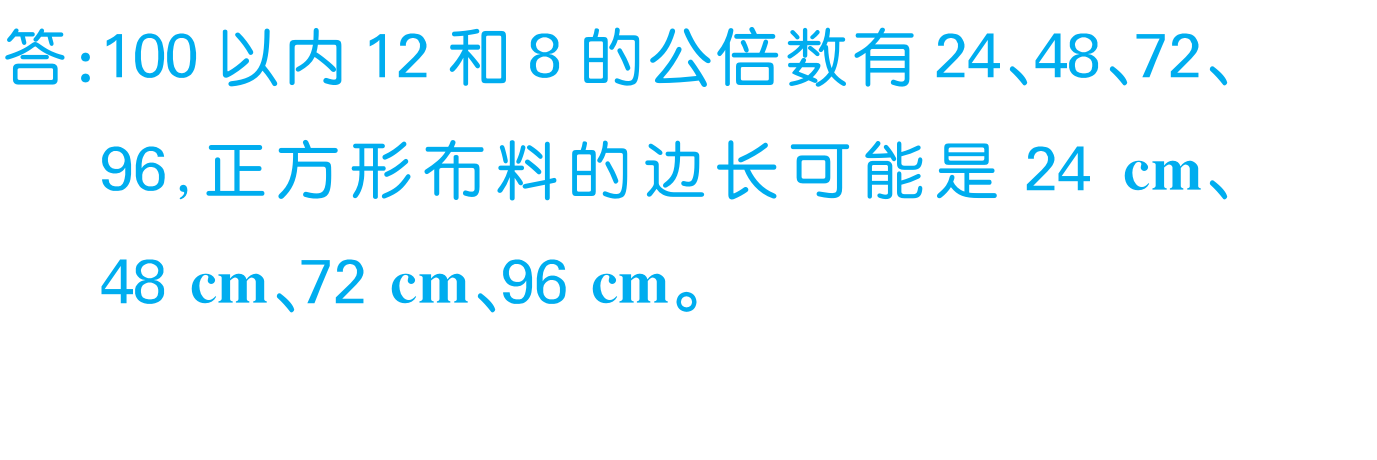 答:100 以内 12 和 8 的公倍数有 24、48、72、
96,正方形布料的边长可能是 24 cm、
48 cm、72 cm、96 cm。